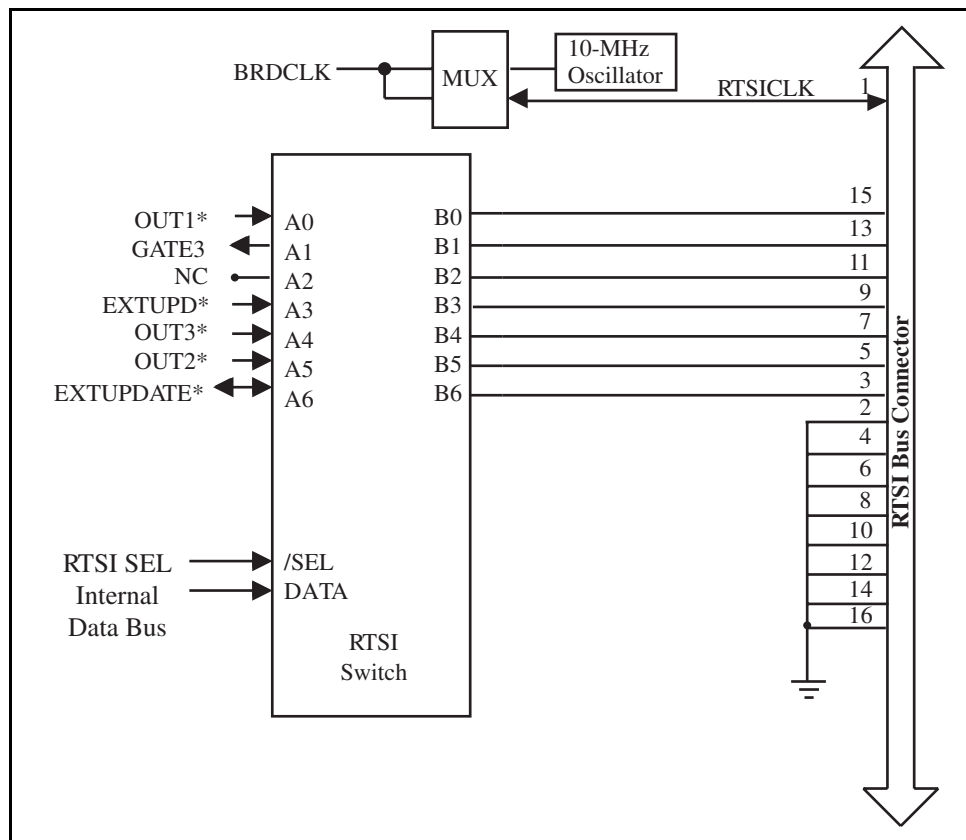 10-MHz
Oscillator
BRDCLK
MUX
RTSICLK
1
OUT1*
A0
B0
15
GATE3
A1
B1
13
NC
A2
B2
11
EXTUPD*
A3
B3
9
OUT3*
A4
B4
7
OUT2*
A5
B5
5
EXTUPDATE*
A6
B6
3
2
4
6
8
10
12
14
16
RTSI Bus Connector
RTSI SEL
/SEL
Internal
Data Bus
DATA
RTSI
Switch